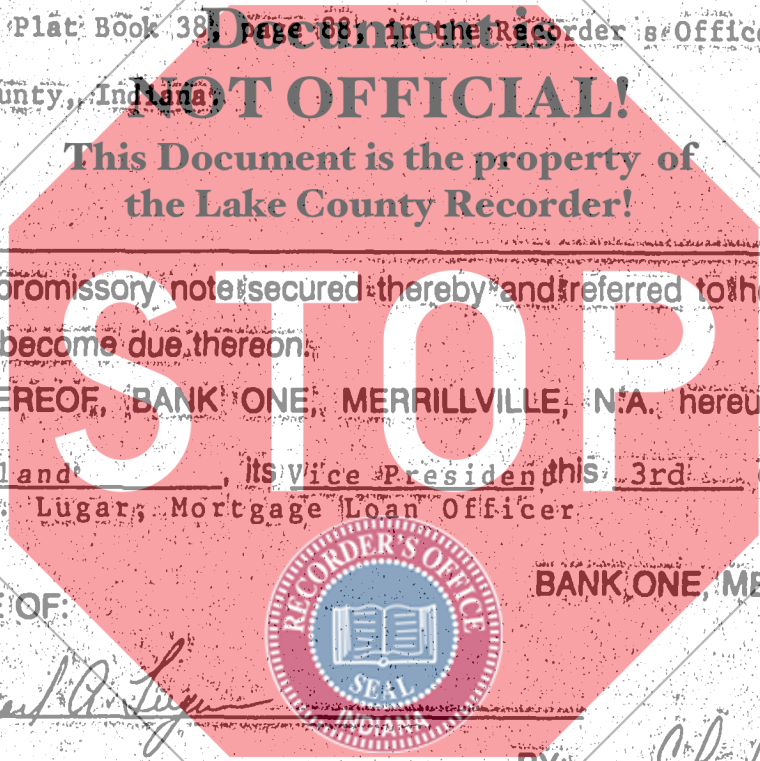 Plat Book 38, page 88, in the Recorder's Office
Document is
unty, Indiana.
NOT OFFICIAL!
This Document is the property of
the Lake County Recorder!
promissory note secured thereby and referred to he
become due thereon.
STOP
EREOF, BANK ONE, MERRILLVILLE, N.A. hereu
land, its Vice President this 3rd
. Lugar, Mortgage Loan Officer
RECORDER'S OFFICE
SEAL
INDIANA
BANK ONE, ME
OF:
BY